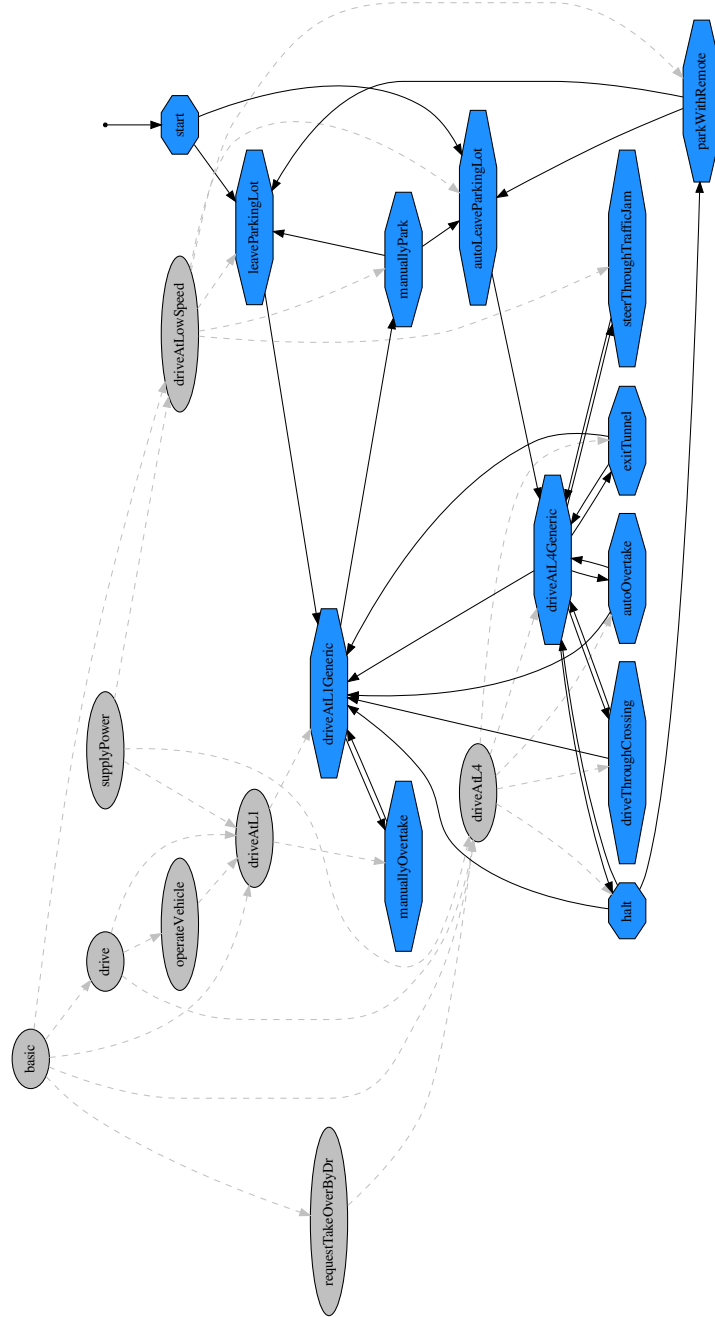 basic
drive
supplyPower
start
operateVehicle
driveAtLowSpeed
driveAtL1
leaveParkingLot
requestTakeOverByDr
driveAtL1Generic
manuallyOvertake
manuallyPark
driveAtL4
autoLeaveParkingLot
driveAtL4Generic
halt
driveThroughCrossing
autoOvertake
exitTunnel
steerThroughTrafficJam
parkWithRemote